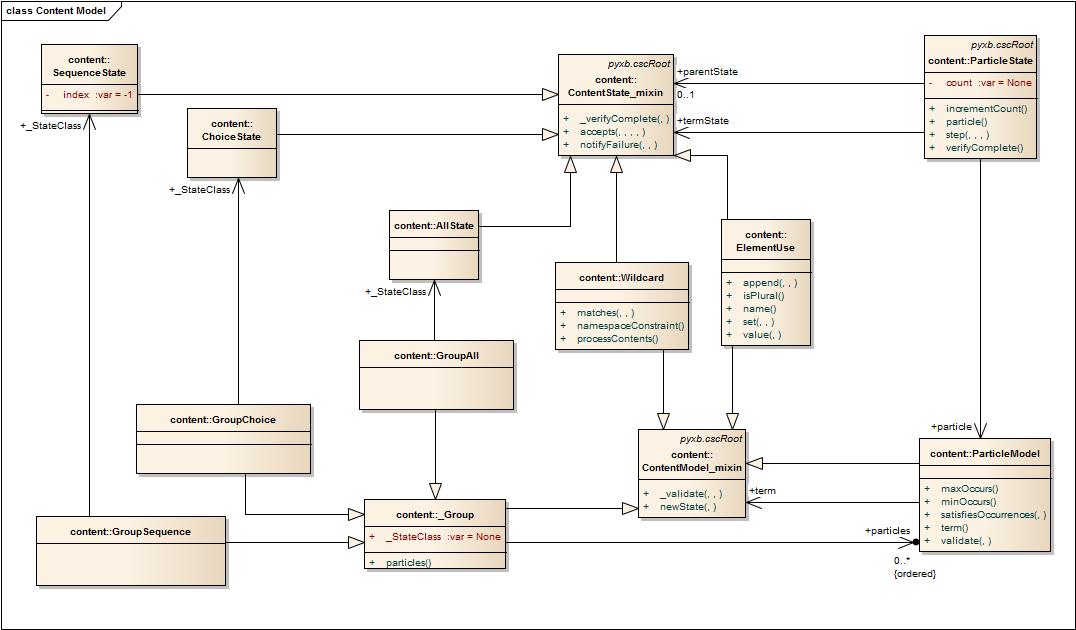 class Content Model
content::
SequenceState
- index :var = -1
+_StateClass
content::
ChoiceState
+_StateClass
pyxb.cscRoot
content::
ContentState_mixin
+ _verifyComplete(, )
+ accepts(, , , , )
+ notifyFailure(, , )
+parentState
0..1
+termState
pyxb.cscRoot
content::ParticleState
- count :var = None
+ incrementCount()
+ particle()
+ step(, , , )
+ verifyComplete()
content::AllState
+_StateClass
content::Wildcard
+ matches(, , )
+ namespaceConstraint()
+ processContents()
content::
ElementUse
+ append(, , )
+ isPlural()
+ name()
+ set(, , )
+ value(, )
content::GroupAll
content::GroupChoice
content::GroupSequence
content::_Group
+ _StateClass :var = None
+ particles()
pyxb.cscRoot
content::
ContentModel_mixin
+ _validate(, , )
+ newState(, )
+term
+particle
content::ParticleModel
+ maxOccurs()
+ minOccurs()
+ satisfiesOccurrences(, )
+ term()
+ validate(, )
+particles
0..*
{ordered}